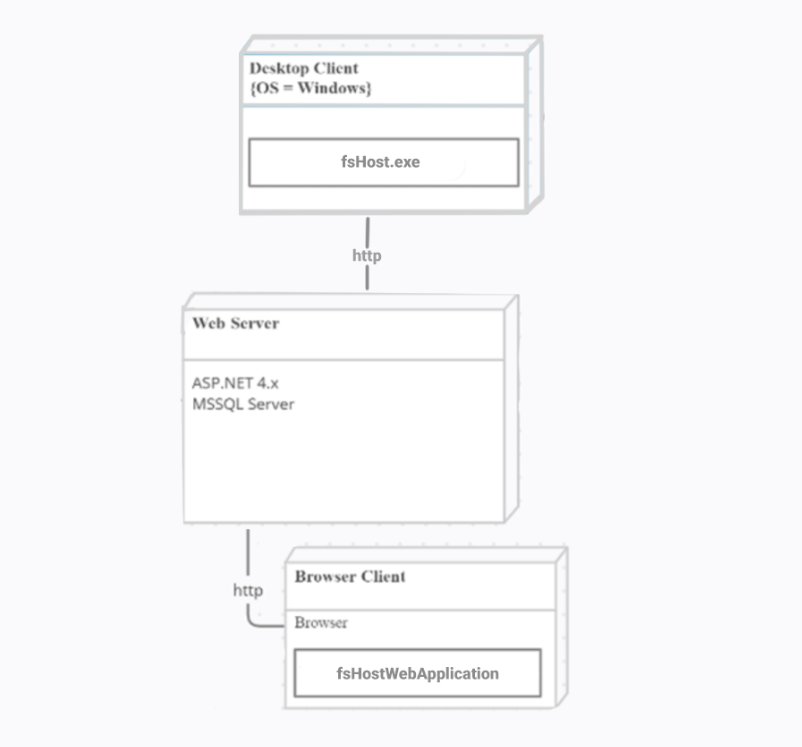 Desktop Client
{OS = Windows}
fsHost.exe
http
Web Server
ASP.NET 4.x
MSSQL Server
http
Browser Client
Browser
fsHostWebApplication